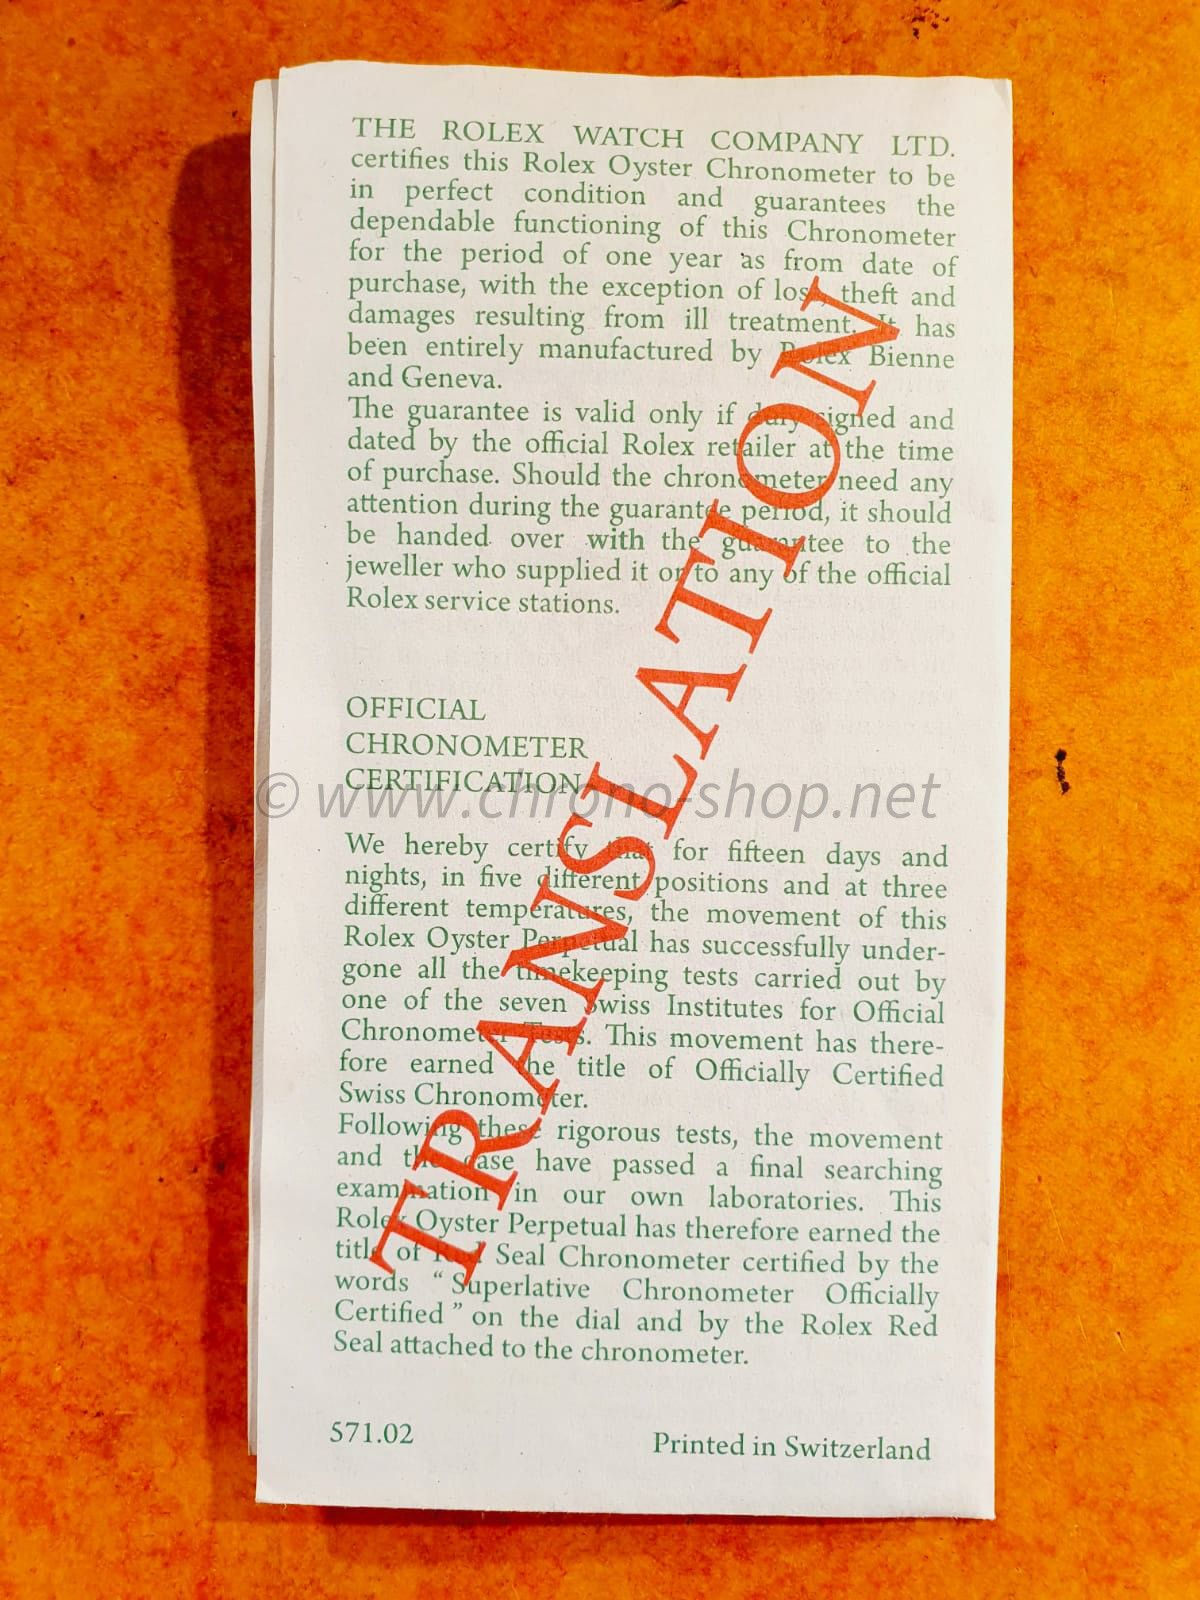 THE ROLEX WATCH COMPANY LTD.
certifies this Rolex Oyster Chronometer to be
in perfect condition and guarantees the
dependable functioning of this Chronometer
for the period of one year as from date of
purchase, with the exception of loss, theft and
damages resulting from ill treatment. It has
been entirely manufactured by Rolex Bienne
and Geneva.
The guarantee is valid only if duly signed and
dated by the official Rolex retailer at the time
of purchase. Should the chronometer need any
attention during the guarantee period, it should
be handed over with the guarantee to the
jeweller who supplied it or to any of the official
Rolex service stations.
OFFICIAL
CHRONOMETER
CERTIFICATION
© www.chrono-shop.net
We hereby certify that for fifteen days and
nights, in five different positions and at three
different temperatures, the movement of this
Rolex Oyster Perpetual has successfully under-
gone all the timekeeping tests carried out by
one of the seven Swiss Institutes for Official
Chronometer Tests. This movement has there-
fore earned the title of Officially Certified
Swiss Chronometer.
Following these rigorous tests, the movement
and the case have passed a final searching
examination in our own laboratories. This
Rolex Oyster Perpetual has therefore earned the
title of Red Seal Chronometer certified by the
words “Superlative Chronometer Officially
Certified” on the dial and by the Rolex Red
Seal attached to the chronometer.
571.02
Printed in Switzerland
TRANSLATION